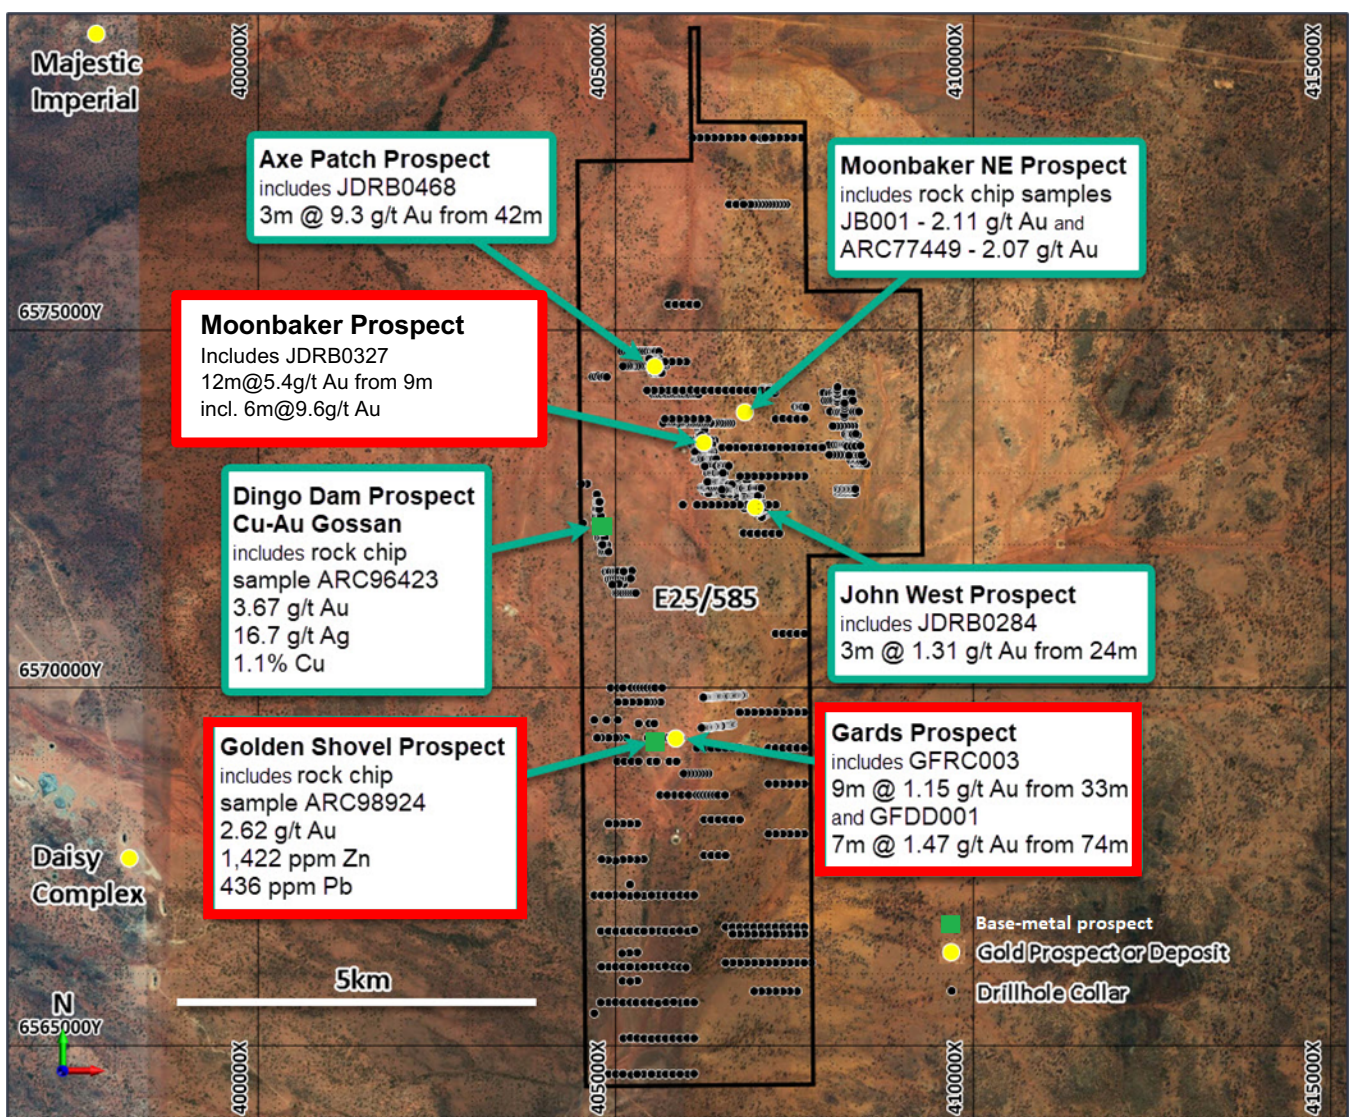 Majestic
Imperial
400000X
405000X
410000X
415000X
Axe Patch Prospect
includes JDRB0468
3m @ 9.3 g/t Au from 42m
Moonbaker NE Prospect
includes rock chip samples
JB001 - 2.11 g/t Au and
ARC77449 - 2.07 g/t Au
6575000Y
Moonbaker Prospect
Includes JDRB0327
12m@5.4g/t Au from 9m
incl. 6m@9.6g/t Au
Dingo Dam Prospect
Cu-Au Gossan
includes rock chip
sample ARC96423
3.67 g/t Au
16.7 g/t Ag
1.1% Cu
E25/585
John West Prospect
includes JDRB0284
3m @ 1.31 g/t Au from 24m
6570000Y
Golden Shovel Prospect
includes rock chip
sample ARC98924
2.62 g/t Au
1,422 ppm Zn
436 ppm Pb
Gards Prospect
includes GFRC003
9m @ 1.15 g/t Au from 33m
and GFDD001
7m @ 1.47 g/t Au from 74m
Daisy
Complex
Base-metal prospect
Gold Prospect or Deposit
Drillhole Collar
5km
N
6565000Y
400000X
405000X
410000X
415000X